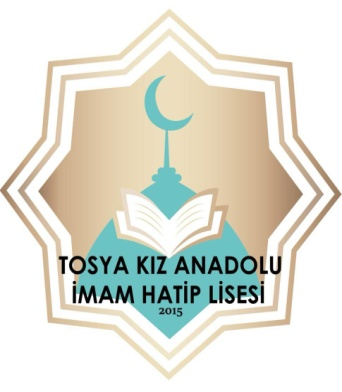 TOSYA KIZ ANADOLU
İMAM HATİP LİSESİ
2015